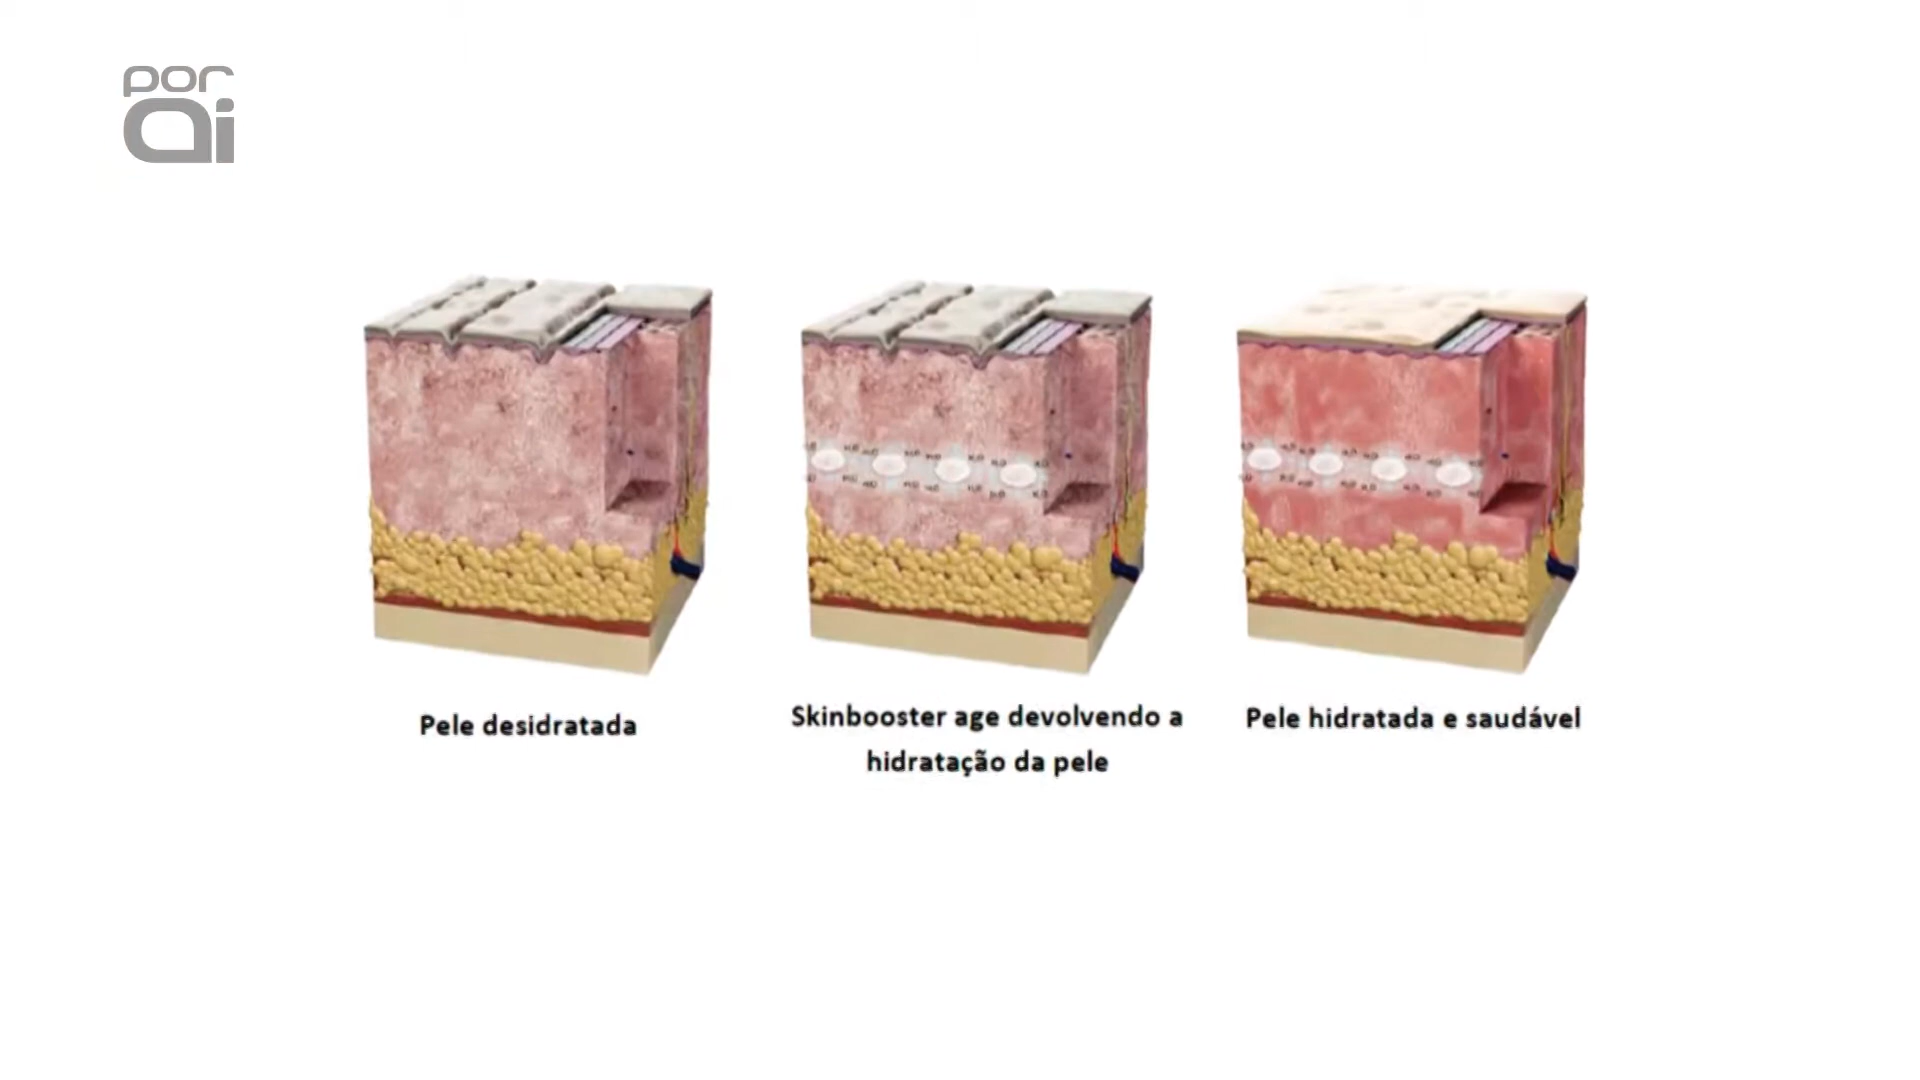 por
ai
Pele desidratada
Skinbooster age devolvendo a
hidratação da pele
Pele hidratada e saudável